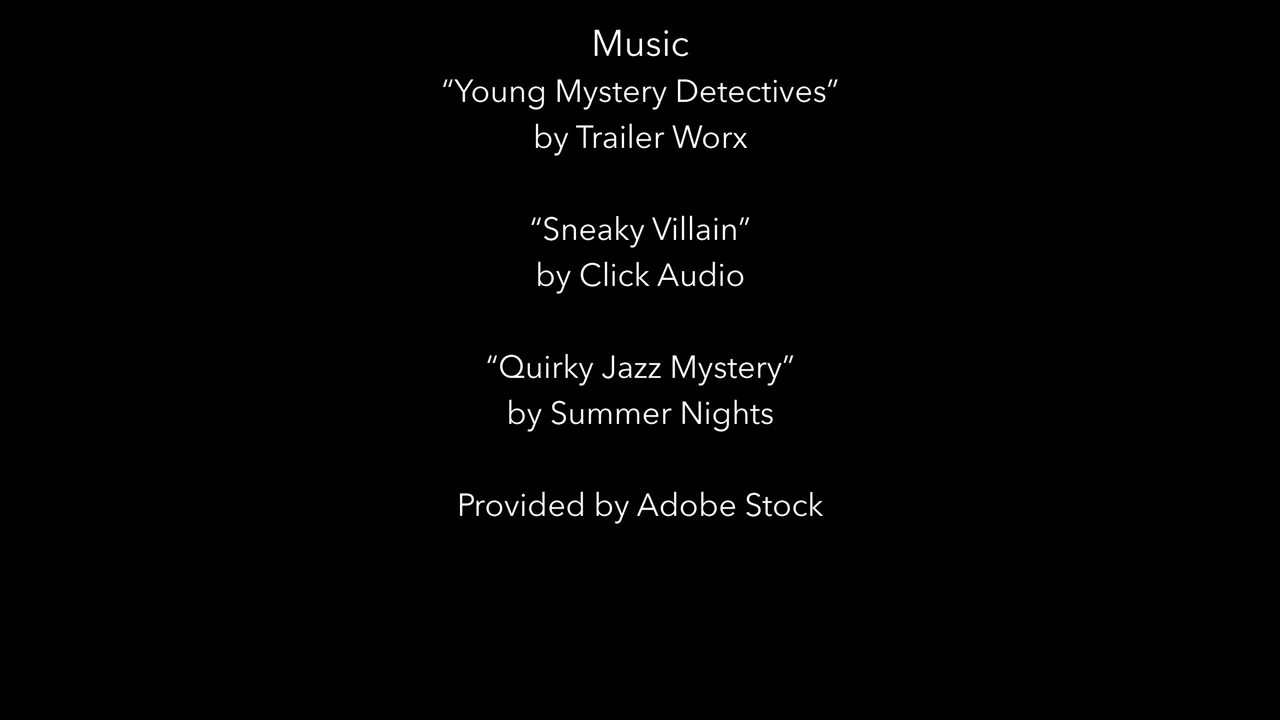 Music
“Young Mystery Detectives”
by Trailer Worx
“Sneaky Villain”
by Click Audio
“Quirky Jazz Mystery”
by Summer Nights
Provided by Adobe Stock